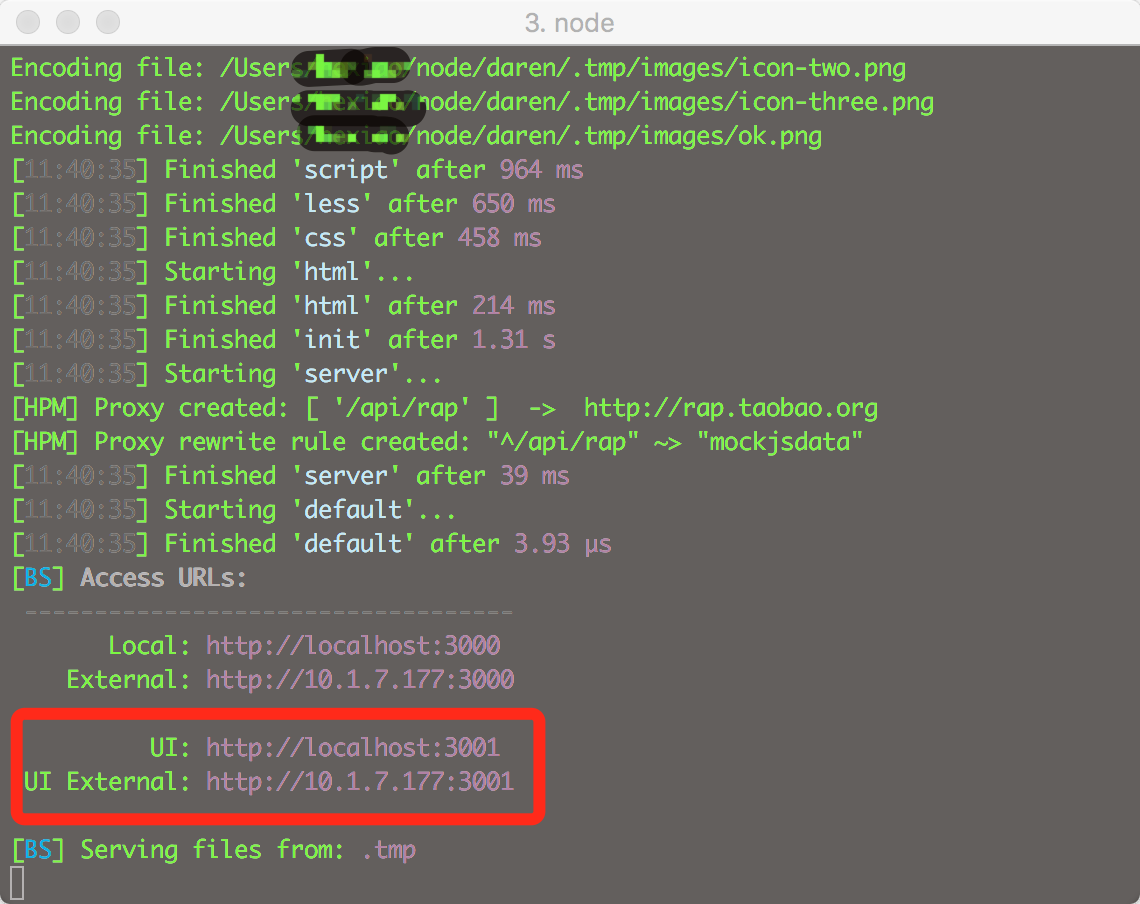 3. node
Encoding file: /Users/node/daren/.tmp/images/icon-two.png
Encoding file: /Users/node/daren/.tmp/images/icon-three.png
Encoding file: /Users/node/daren/.tmp/images/ok.png
[11:40:35] Finished 'script' after 964 ms
[11:40:35] Finished 'less' after 650 ms
[11:40:35] Finished 'css' after 458 ms
[11:40:35] Starting 'html'...
[11:40:35] Finished 'html' after 214 ms
[11:40:35] Finished 'init' after 1.31 s
[11:40:35] Starting 'server'...
[HPM] Proxy created: [ '/api/rap' ]  ->  http://rap.taobao.org
[HPM] Proxy rewrite rule created: "^/api/rap" ~> "mockjsdata"
[11:40:35] Finished 'server' after 39 ms
[11:40:35] Starting 'default'...
[11:40:35] Finished 'default' after 3.93 μs
[BS] Access URLs:
-----------------------------------
Local: http://localhost:3000
External: http://10.1.7.177:3000
UI: http://localhost:3001
UI External: http://10.1.7.177:3001
[BS] Serving files from: .tmp